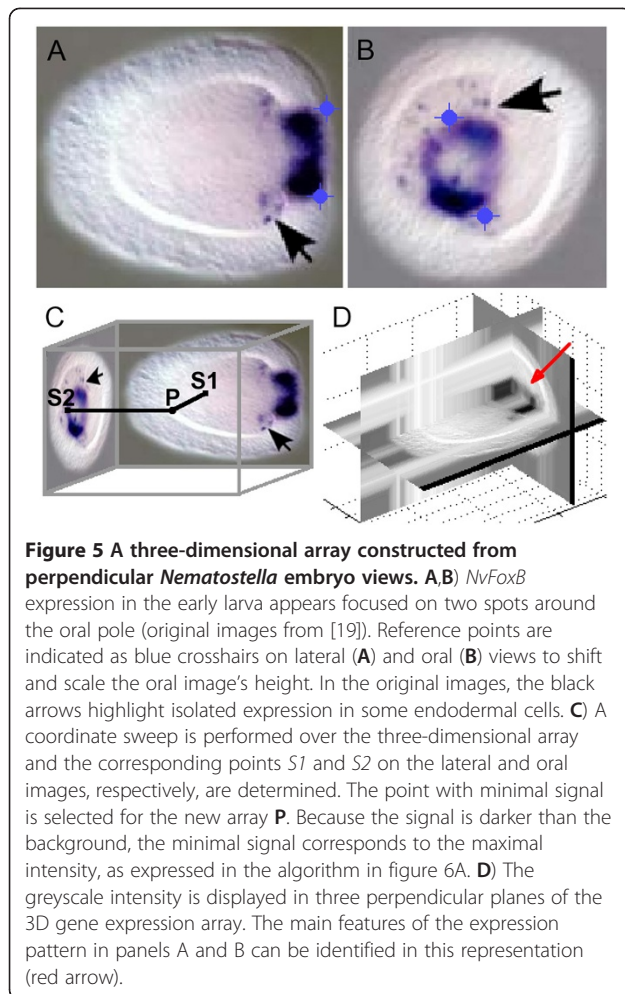 A
B
C
D
S2
P
S1
Figure 5 A three-dimensional array constructed from
perpendicular Nematostella embryo views. A,B) NvFoxB
expression in the early larva appears focused on two spots around
the oral pole (original images from [19]). Reference points are
indicated as blue crosshairs on lateral (A) and oral (B) views to shift
and scale the oral image's height. In the original images, the black
arrows highlight isolated expression in some endodermal cells. C) A
coordinate sweep is performed over the three-dimensional array
and the corresponding points S1 and S2 on the lateral and oral
images, respectively, are determined. The point with minimal signal
is selected for the new array P. Because the signal is darker than the
background, the minimal signal corresponds to the maximal
intensity, as expressed in the algorithm in figure 6A. D) The
greyscale intensity is displayed in three perpendicular planes of the
3D gene expression array. The main features of the expression
pattern in panels A and B can be identified in this representation
(red arrow).